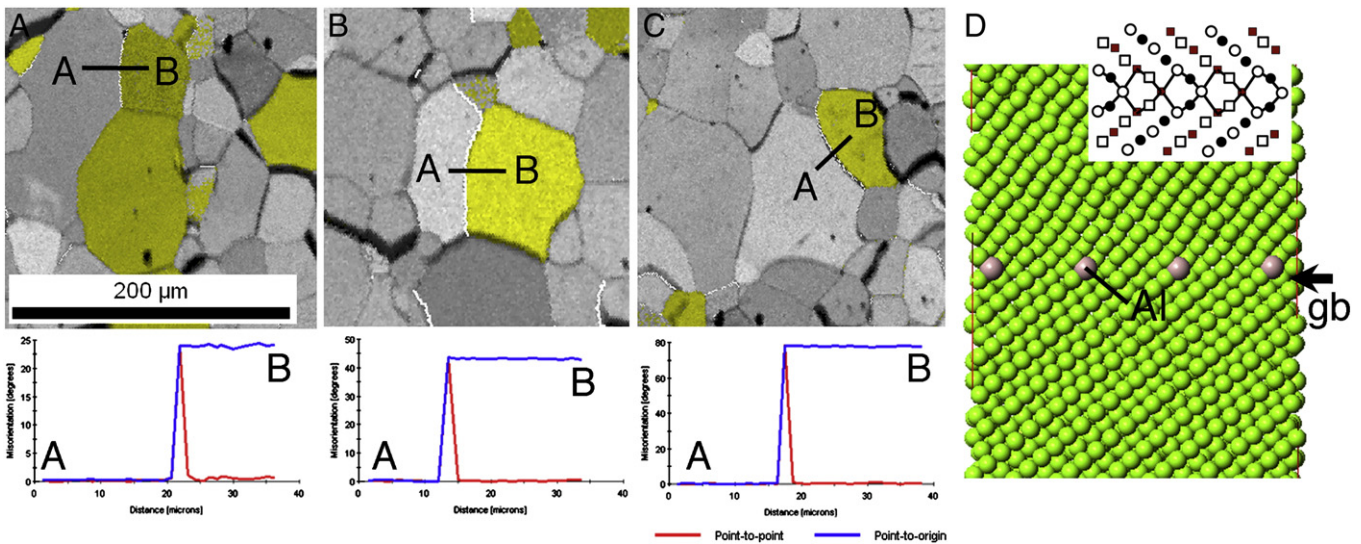 A
A B
200 µm
B
A B
C
B
A
D
Al
gb
Misorientation [degrees]
25
20
15
10
5
0
A
B
0 10 20 30 40
Distance [microns]
Misorientation [degrees]
50
40
30
20
10
0
A
B
0 10 20 30 40
Distance [microns]
Misorientation [degrees]
80
60
40
20
0
A
B
0 10 20 30 40
Distance [microns]
Point-to-point Point-to-origin